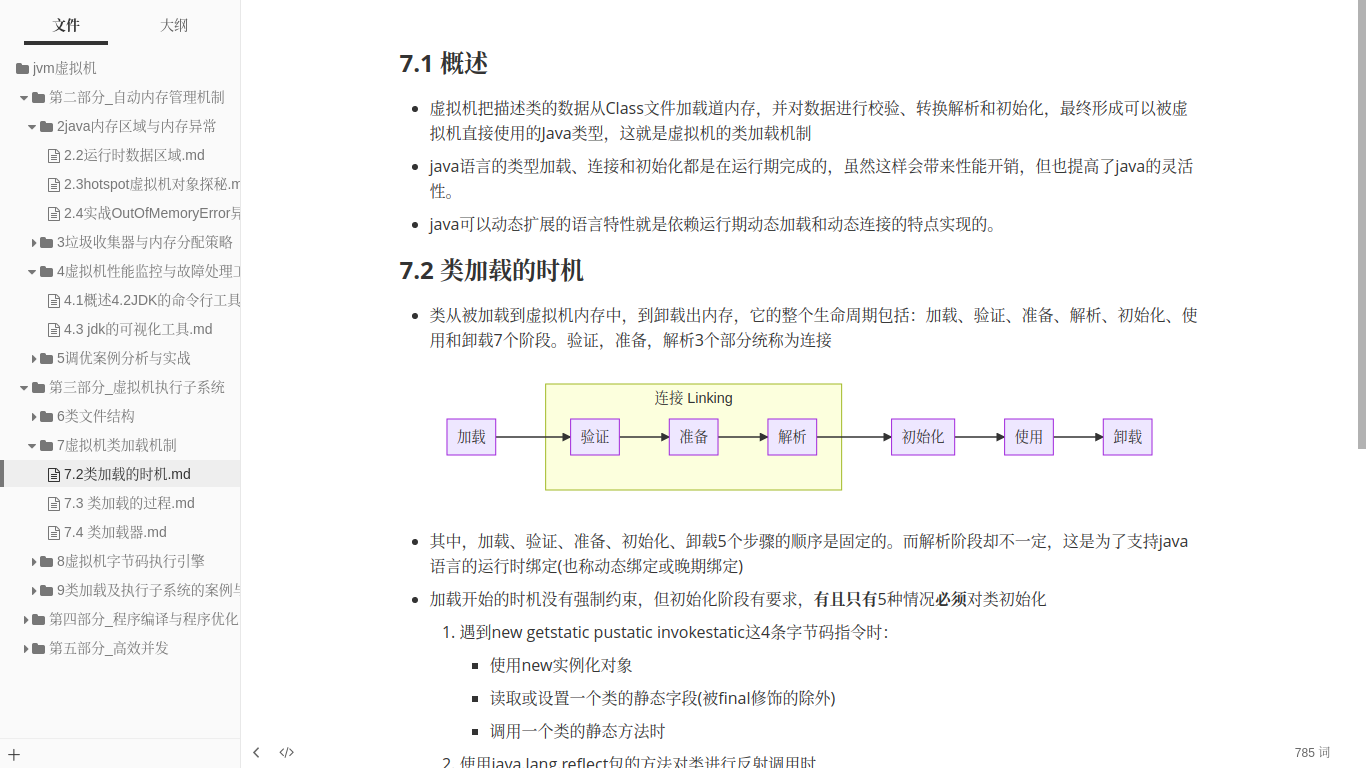 文件
大纲
jvm虚拟机
第二部分_自动内存管理机制
2java内存区域与内存异常
2.2运行时数据区域.md
2.3hotspot虚拟机对象探秘.m
2.4实战OutOfMemoryError异
3垃圾收集器与内存分配策略
4虚拟机性能监控与故障处理工
4.1概述4.2JDK的命令行工具
4.3 jdk的可视化工具.md
5调优案例分析与实战
第三部分_虚拟机执行子系统
6类文件结构
7虚拟机类加载机制
7.2类加载的时机.md
7.3 类加载的过程.md
7.4 类加载器.md
8虚拟机字节码执行引擎
9类加载及执行子系统的案例与
第四部分_程序编译与程序优化
第五部分_高效并发
7.1 概述
虚拟机把描述类的数据从Class文件加载道内存，并对数据进行校验、转换解析和初始化，最终形成可以被虚
拟机直接使用的Java类型，这就是虚拟机的类加载机制
java语言的类型加载、连接和初始化都是在运行期完成的，虽然这样会带来性能开销，但也提高了java的灵活
性。
java可以动态扩展的语言特性就是依赖运行期动态加载和动态连接的特点实现的。
7.2 类加载的时机
类从被加载到虚拟机内存中，到卸载出内存，它的整个生命周期包括：加载、验证、准备、解析、初始化、使
用和卸载7个阶段。验证，准备，解析3个部分统称为连接
连接 Linking
加载 验证 准备 解析 初始化 使用 卸载
其中，加载、验证、准备、初始化、卸载5个步骤的顺序是固定的。而解析阶段却不一定，这是为了支持java
语言的运行时绑定(也称动态绑定或晚期绑定)
加载开始的时机没有强制约束，但初始化阶段有要求，有且只有5种情况必须对类初始化
1. 遇到new getstatic pustatic invokestatic这4条字节码指令时：
使用new实例化对象
读取或设置一个类的静态字段(被final修饰的除外)
调用一个类的静态方法时
2. 使用java.lang.reflect包的方法对类进行反射调用时
785 词